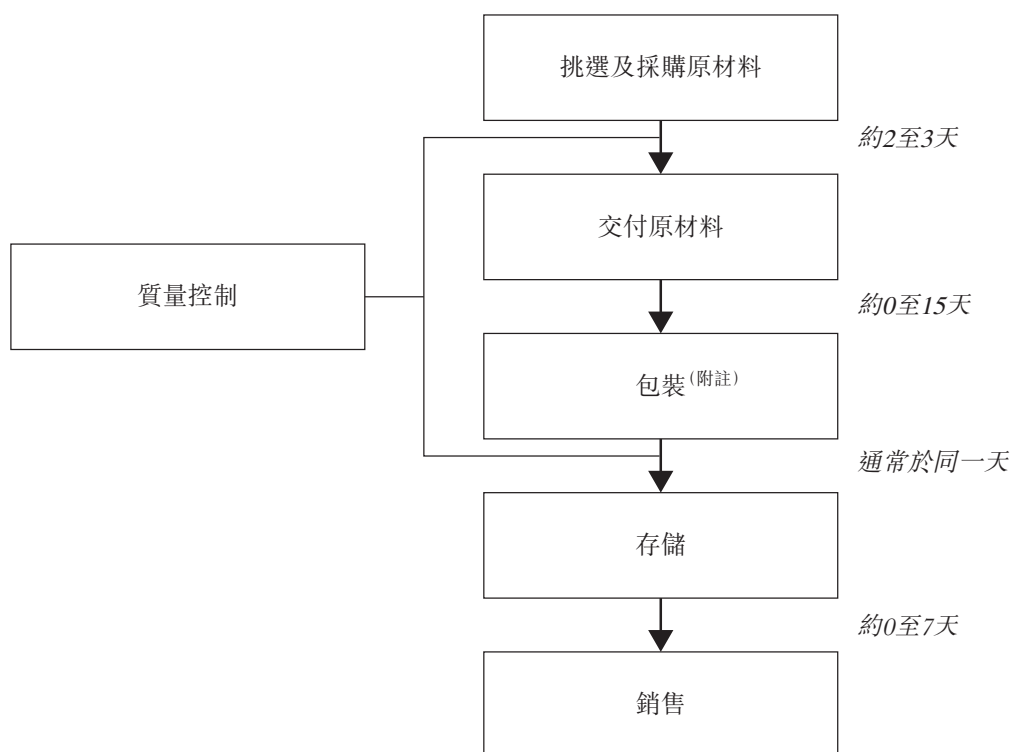 挑選及採購原材料
約2至3天
交付原材料
質量控制
約0至15天
包裝(附註)
通常於同一天
存儲
約0至7天
銷售